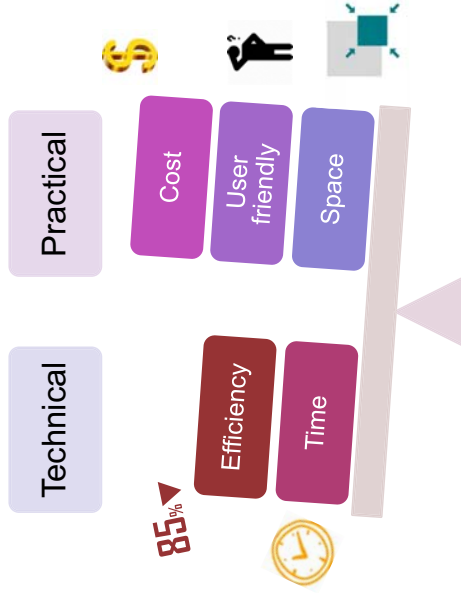 Technical
Practical
Efficiency
Time
Cost
User
friendly
Space
85%